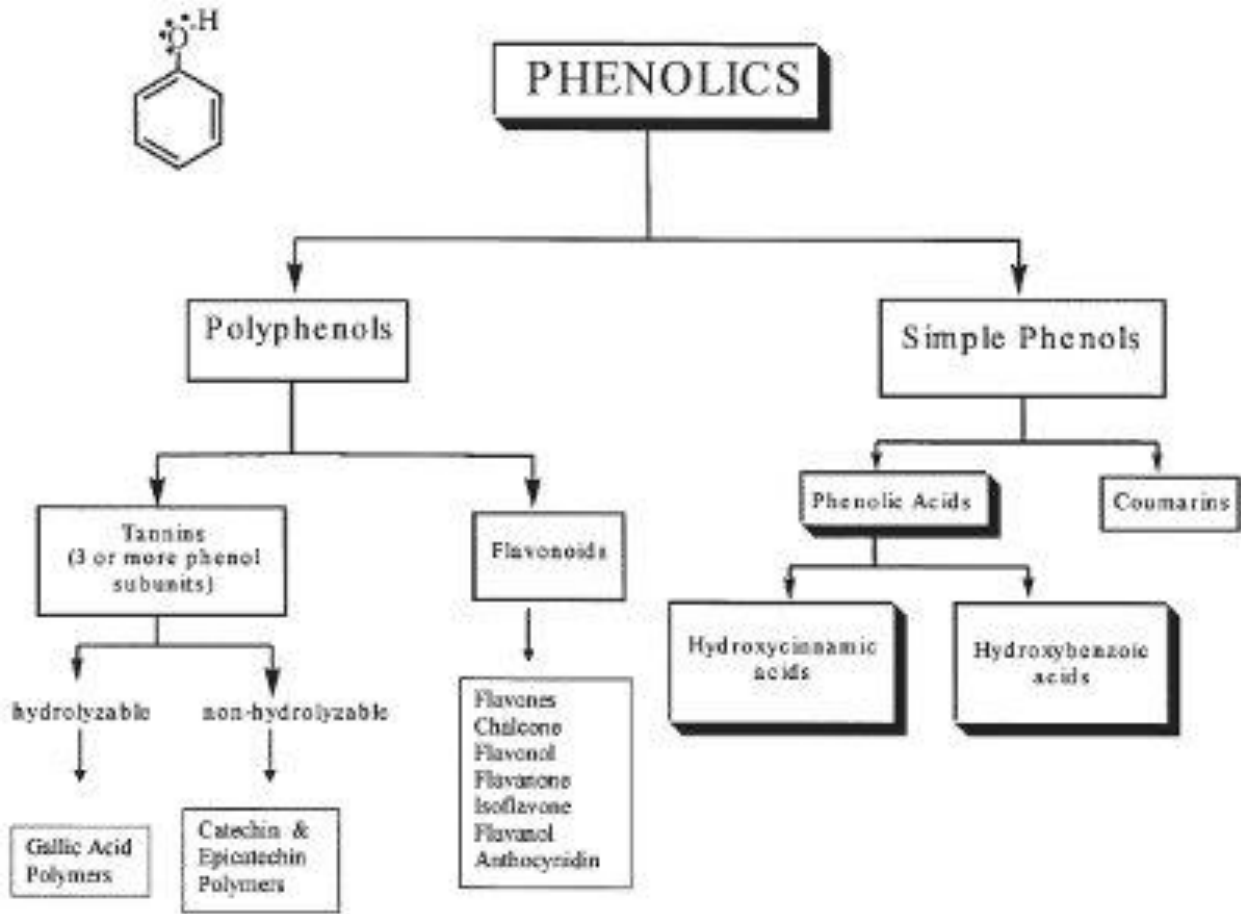 H
O
PHENOLICS
Polyphenols
Simple Phenols
Phenolic Acids
Coumarins
Tannins
(3 or more phenol
subunits)
Flavonoids
Hydroxycinnamic
acids
Hydroxybenzoic
acids
hydrolyzable
non-hydrolyzable
Flavones
Chalcone
Flavonol
Flavanone
Isoflavone
Flavanol
Anthocynidin
Gallic Acid
Polymers
Catechin &
Epicatechin
Polymers